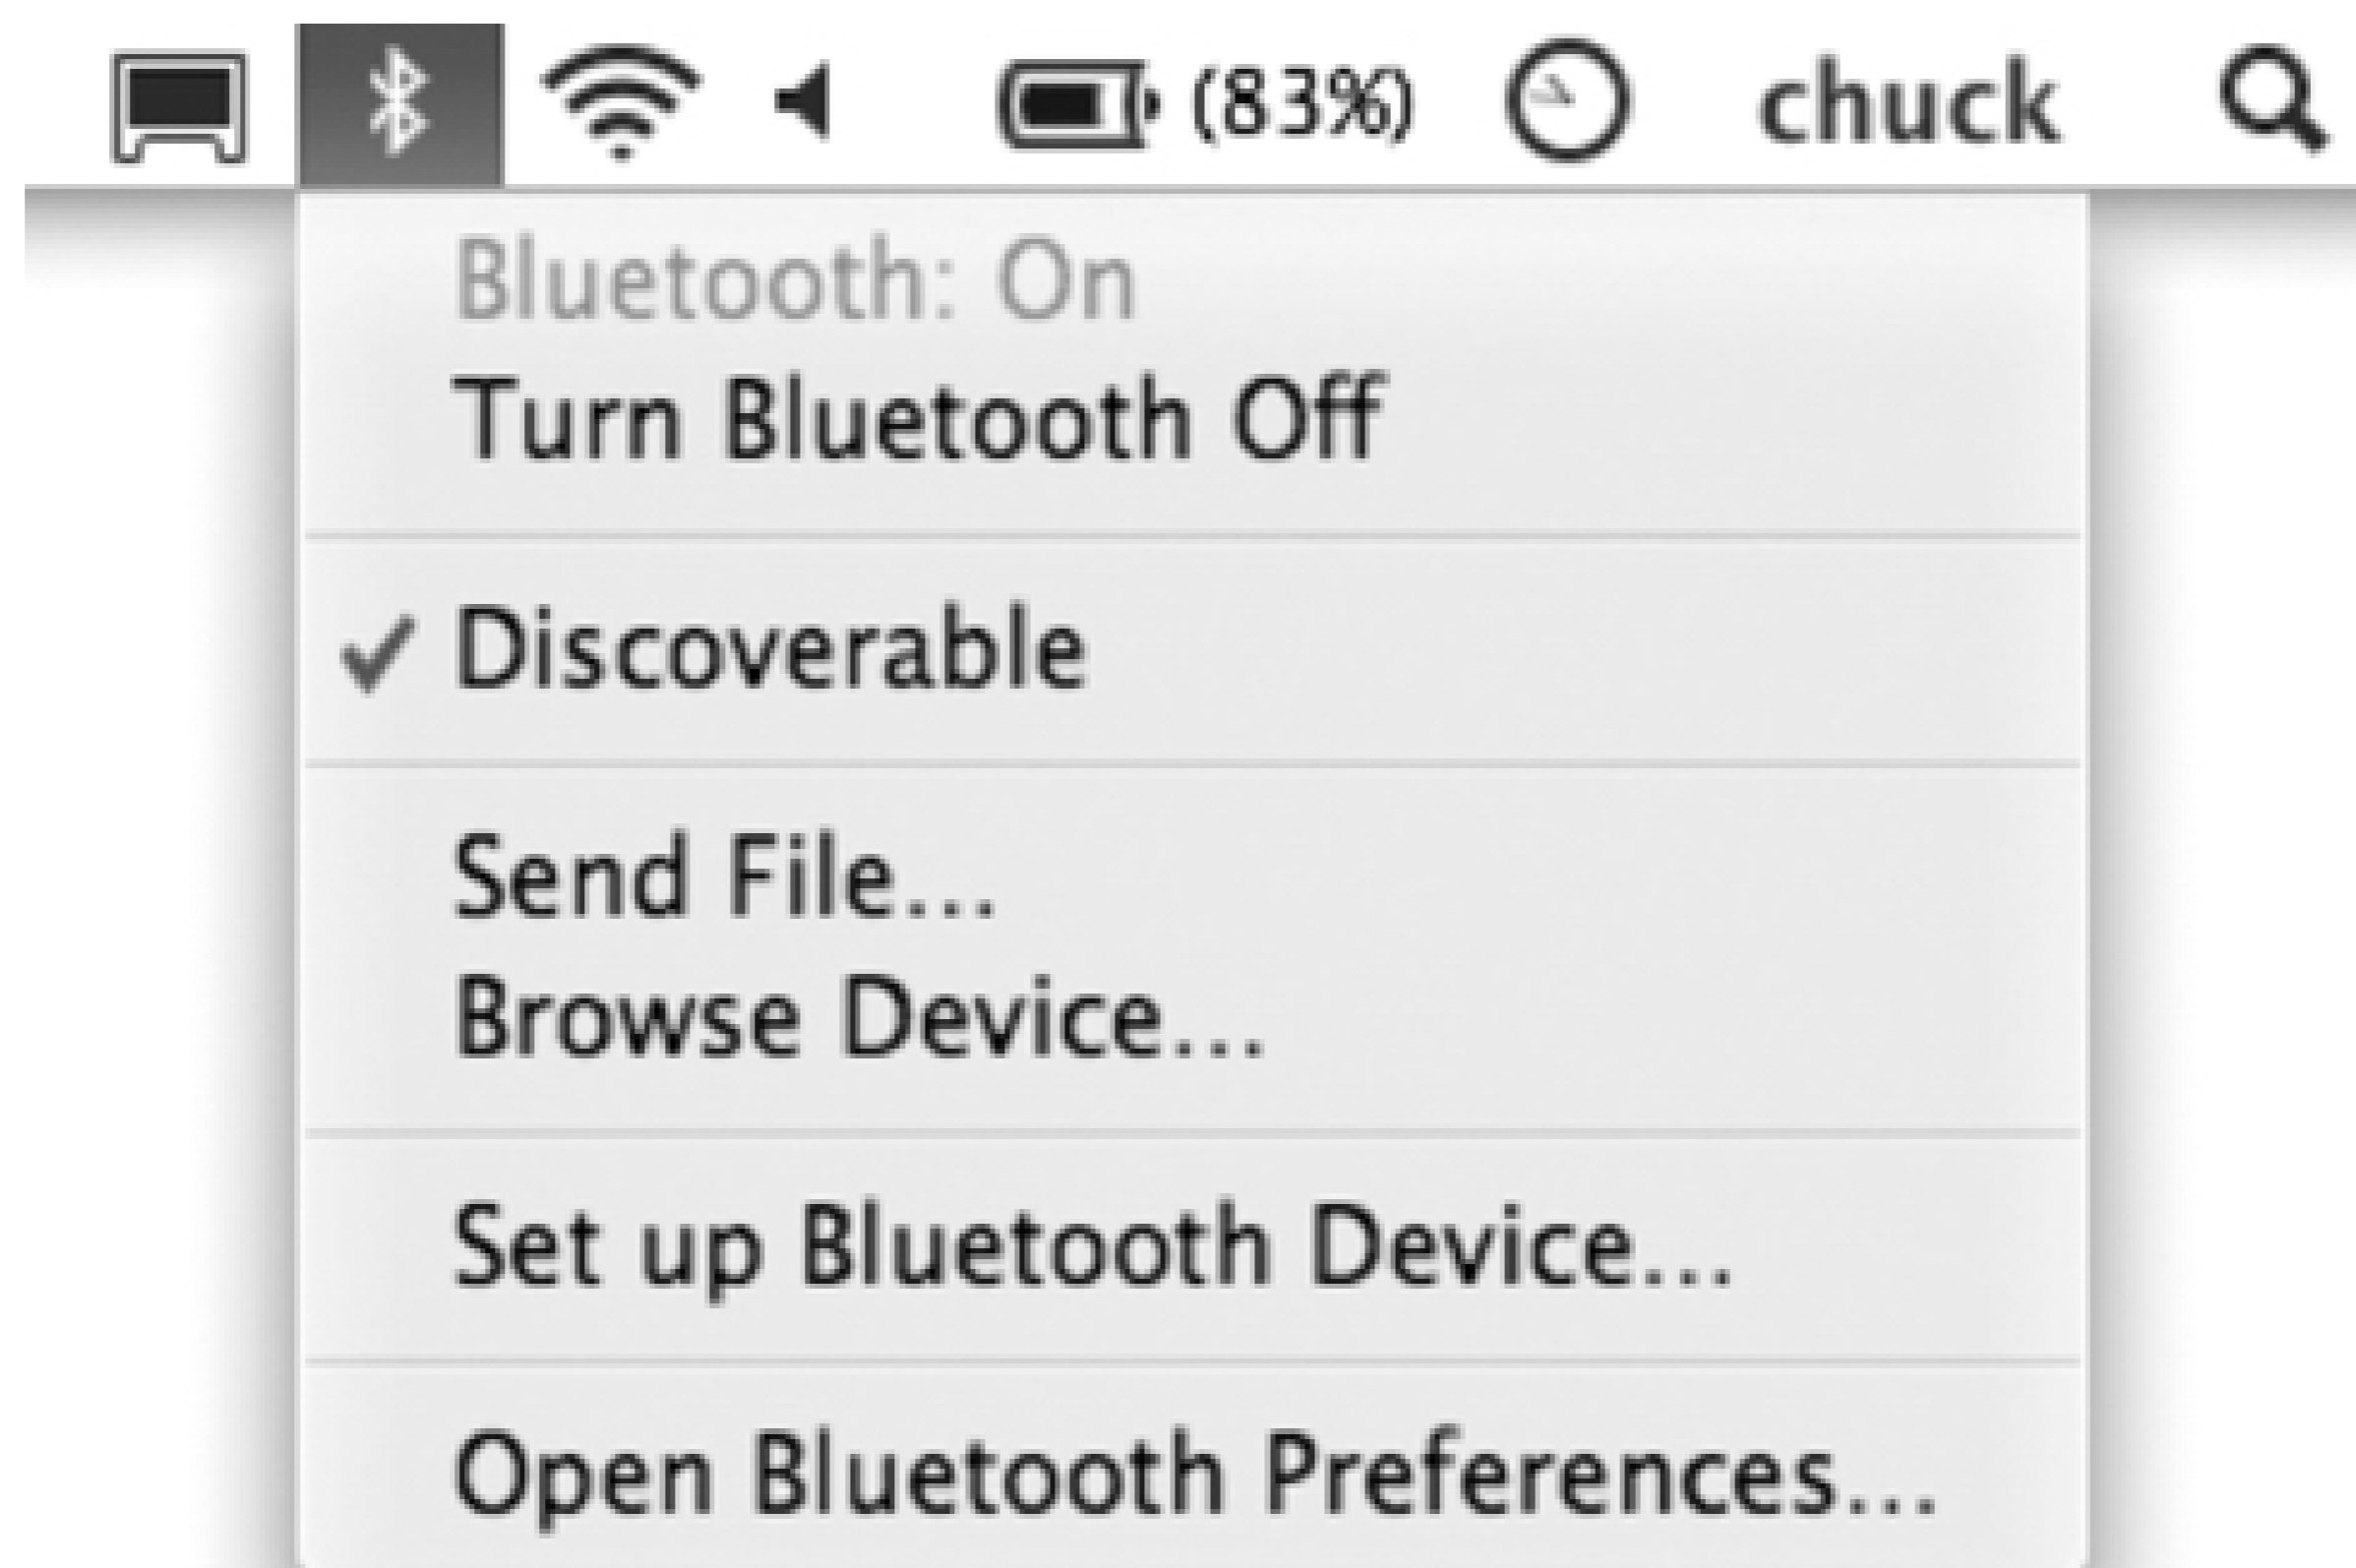 (83%) chuck
Bluetooth: On
Turn Bluetooth Off
✓ Discoverable
Send File...
Browse Device...
Set up Bluetooth Device...
Open Bluetooth Preferences...